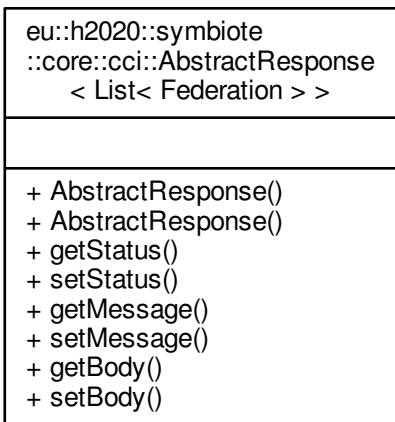 eu::h2020::symbiote
::core::cci::AbstractResponse
< List< Federation > >
+ AbstractResponse()
+ AbstractResponse()
+ getStatus()
+ setStatus()
+ getMessage()
+ setMessage()
+ getBody()
+ setBody()